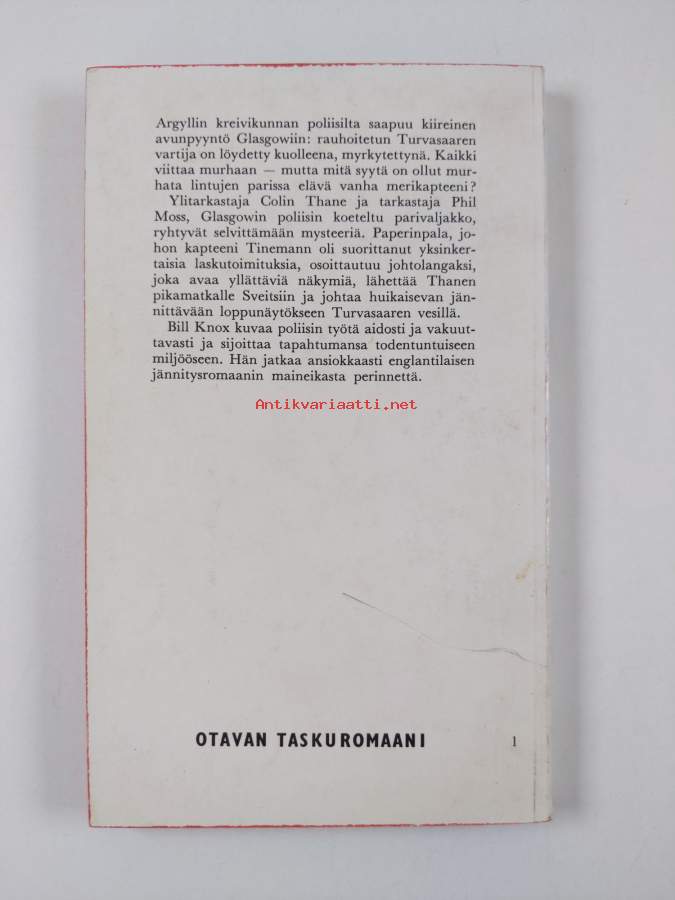 Argyllin kreivikunnan poliisilta saapuu kiireinen
avunpyyntö Glasgowiin: rauhoitetun Turvasaaren
vartija on löydetty kuolleena, myrkytettynä. Kaikki
viittaa murhaan — mutta mitä syytä on ollut mur-
hata lintujen parissa elävä vanha merikapteeni?
Ylitarkastaja Colin Thane ja tarkastaja Phil
Moss, Glasgowin poliisin koeteltu parivaljakko,
ryhtyvät selvittämään mysteeriä. Paperinpala, jo-
hon kapteeni Tinemann oli suorittanut yksinker-
taisia laskutoimituksia, osoittautuu johtolangaksi,
joka avaa yllättäviä näkymiä, lähettää Thanen
pikamatkalle Sveitsiin ja johtaa huikaisevan jän-
nittävään loppunäytökseen Turvasaaren vesillä.
Bill Knox kuvaa poliisin työtä aidosti ja vakuut-
tavasti ja sijoittaa tapahtumansa todentuntuiseen
miljööseen. Hän jatkaa ansiokkaasti englantilaisen
jännitysromaanin maineikasta perinnettä.
Antikvariaatti.net
OTAVAN TASKUROMAANI 1